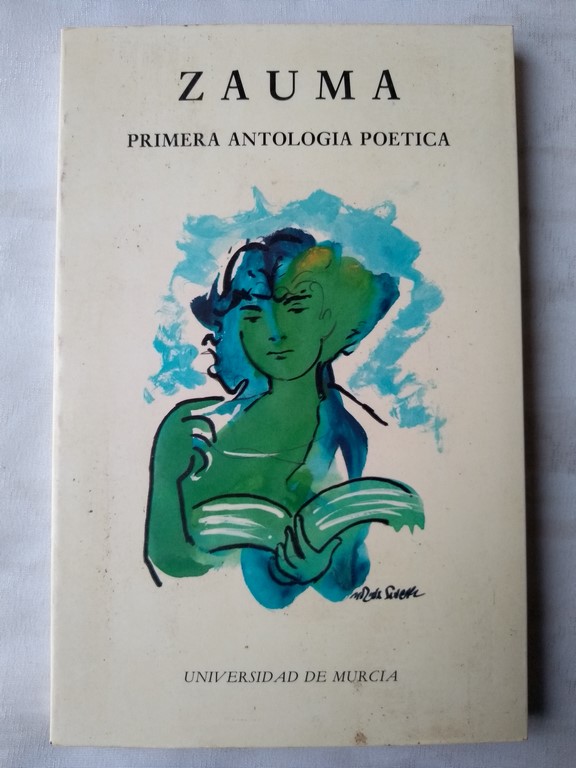 ZAUMA
PRIMERA ANTOLOGIA POETICA
UNIVERSIDAD DE MURCIA